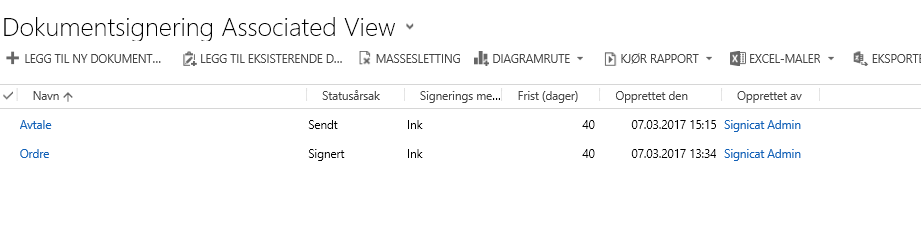 Dokumentsignering Associated View
LEGG TIL NY DOKUMENT... LEGG TIL EKSISTERENDE D... MASSESLETTING DIAGRAMRUTE KJØR RAPPORT EXCEL-MALER EKSPORTE
Navn Statusårsak Signerings me... Frist (dager) Opprettet den Opprettet av
Avtale Sendt Ink 40 07.03.2017 15:15 Signicat Admin
Ordre Signert Ink 40 07.03.2017 13:34 Signicat Admin